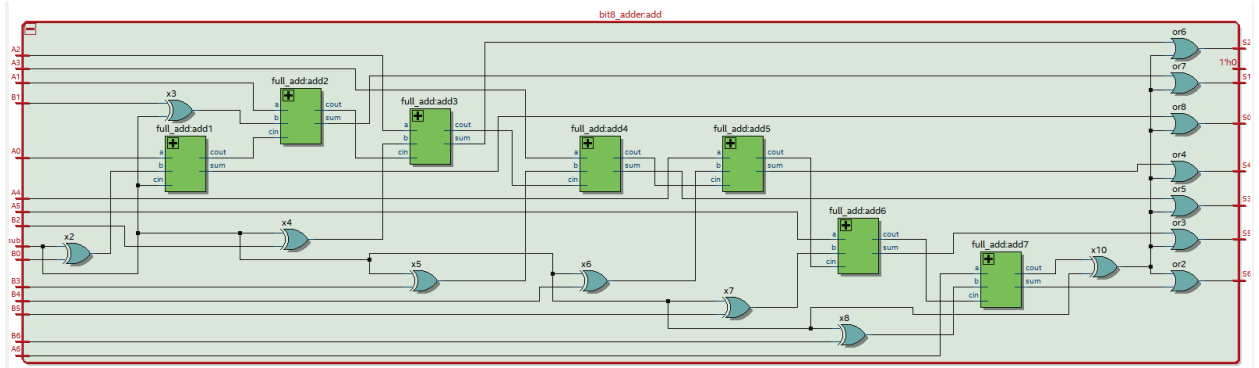 bit8_adder:add
or6
A2
S2
A3
1'h0
or7
A1
full_add:add2
S1
x3
B1
a
cout
b
sum
cin
full_add:add3
a
cout
b
sum
cin
or8
S0
full_add:add1
a
cout
b
sum
cin
A0
full_add:add4
a
cout
b
sum
cin
full_add:add5
a
cout
b
sum
cin
or4
S4
A4
A5
or5
S3
B2
x4
full_add:add6
a
cout
b
sum
cin
or3
S5
sub
x2
B0
full_add:add7
a
cout
b
sum
cin
x10
or2
S6
x5
x6
B3
B4
x7
B5
x8
B6
A6